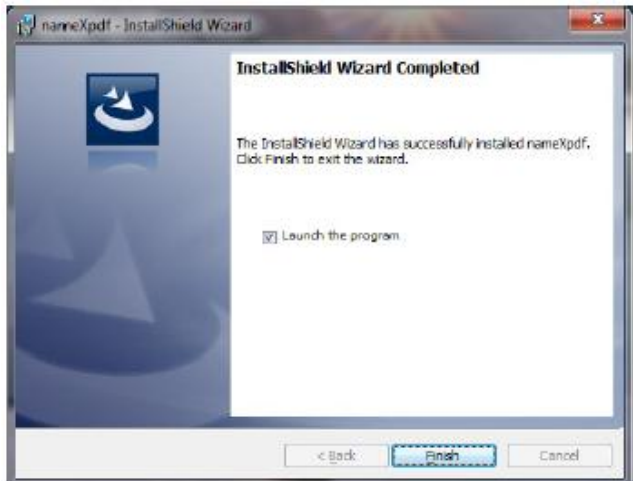 nameXpdf - InstallShield Wizard
InstallShield Wizard Completed
The InstallShield Wizard has successfully installed nameXpdf.
Click Finish to exit the wizard.
Launch the program
< Back
Finish
Cancel